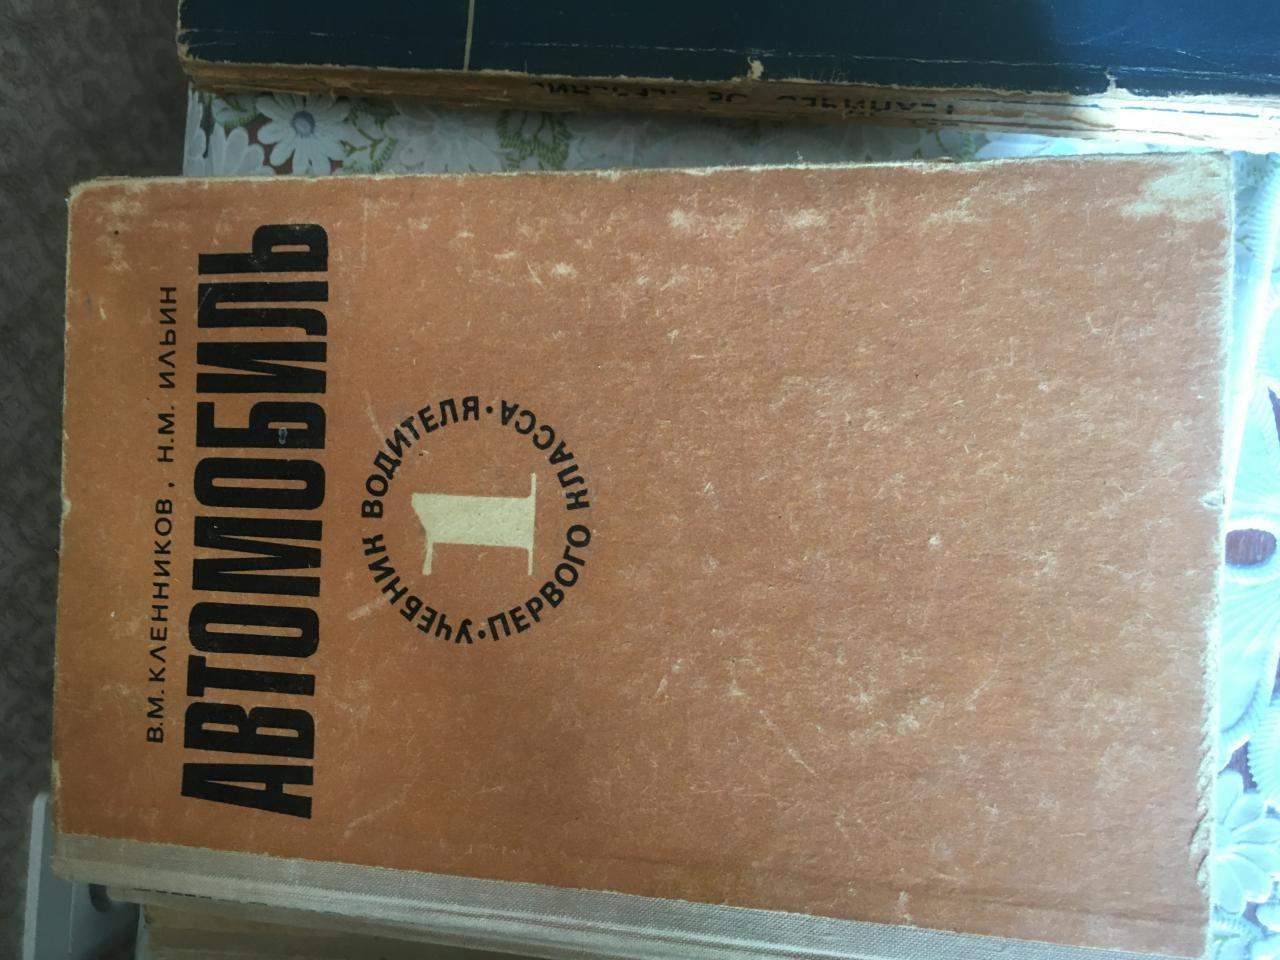 В.М. КЛЕННИКОВ, Н.М. ИЛЬИН
АВТОМОБИЛЬ
УЧЕБНИК ВОДИТЕЛЯ · ПЕРВОГО КЛАССА ·
1